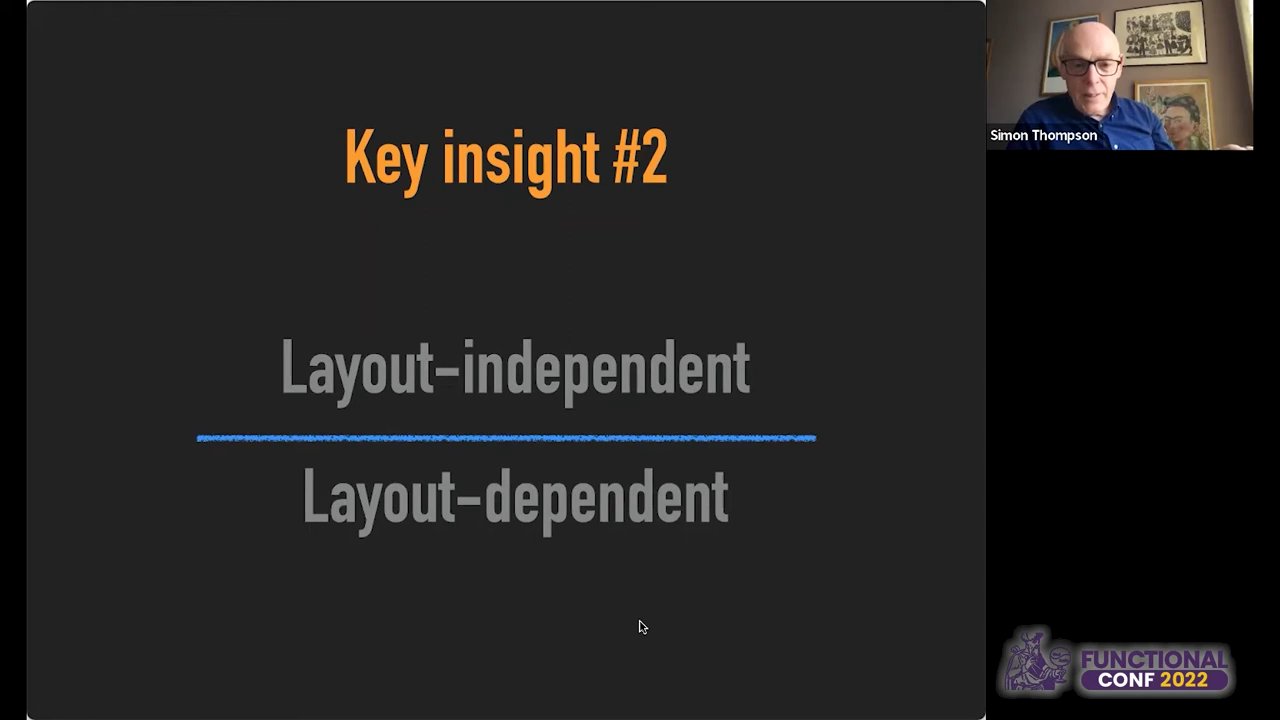 Key insight #2
Layout-independent
Layout-dependent
Simon Thompson
FUNCTIONAL
CONF 2022